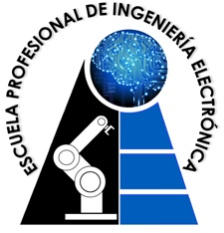 ESCUELA PROFESIONAL DE INGENIERÍA ELECTRÓNICA